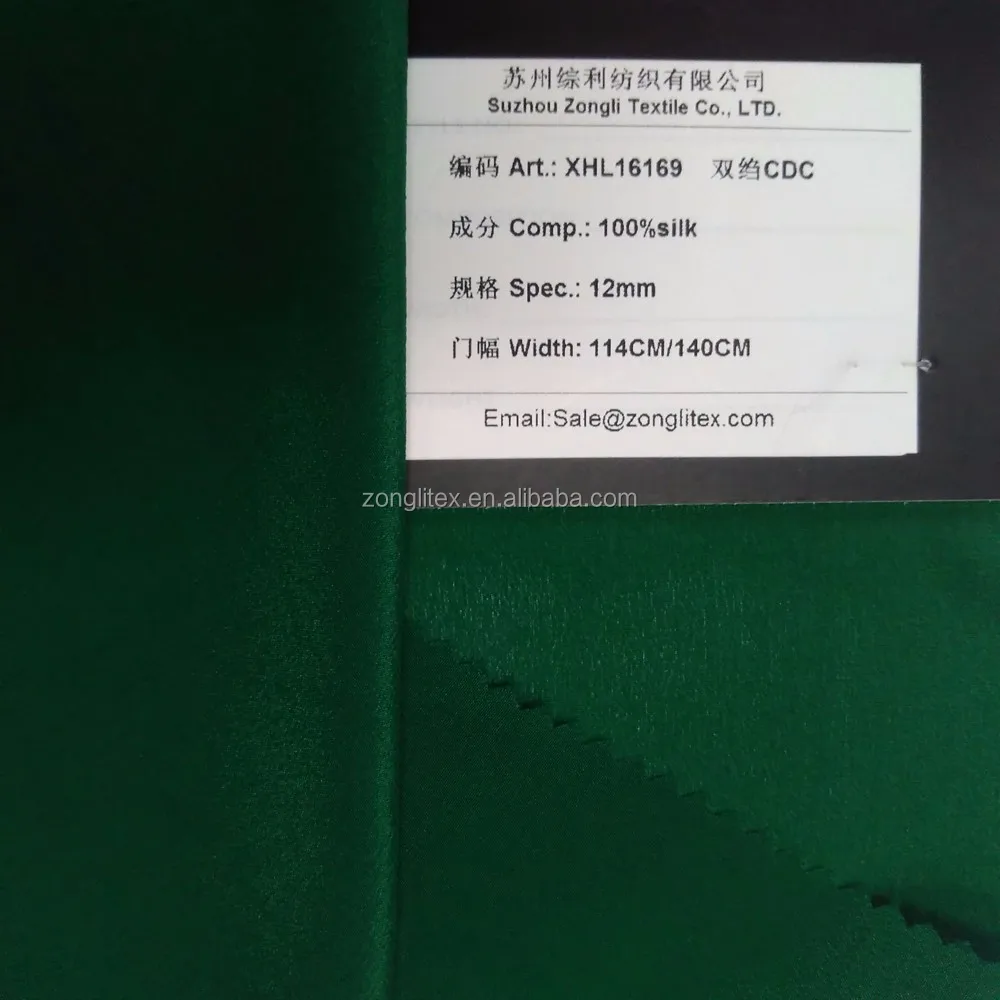 苏州综利纺织有限公司
Suzhou Zongli Textile Co., LTD.
编码 Art.: XHL16169 双绉CDC
成分 Comp.: 100%silk
规格 Spec.: 12mm
门幅 Width: 114CM/140CM
Email:Sale@zonglitex.com
zonglitex.en.alibaba.com